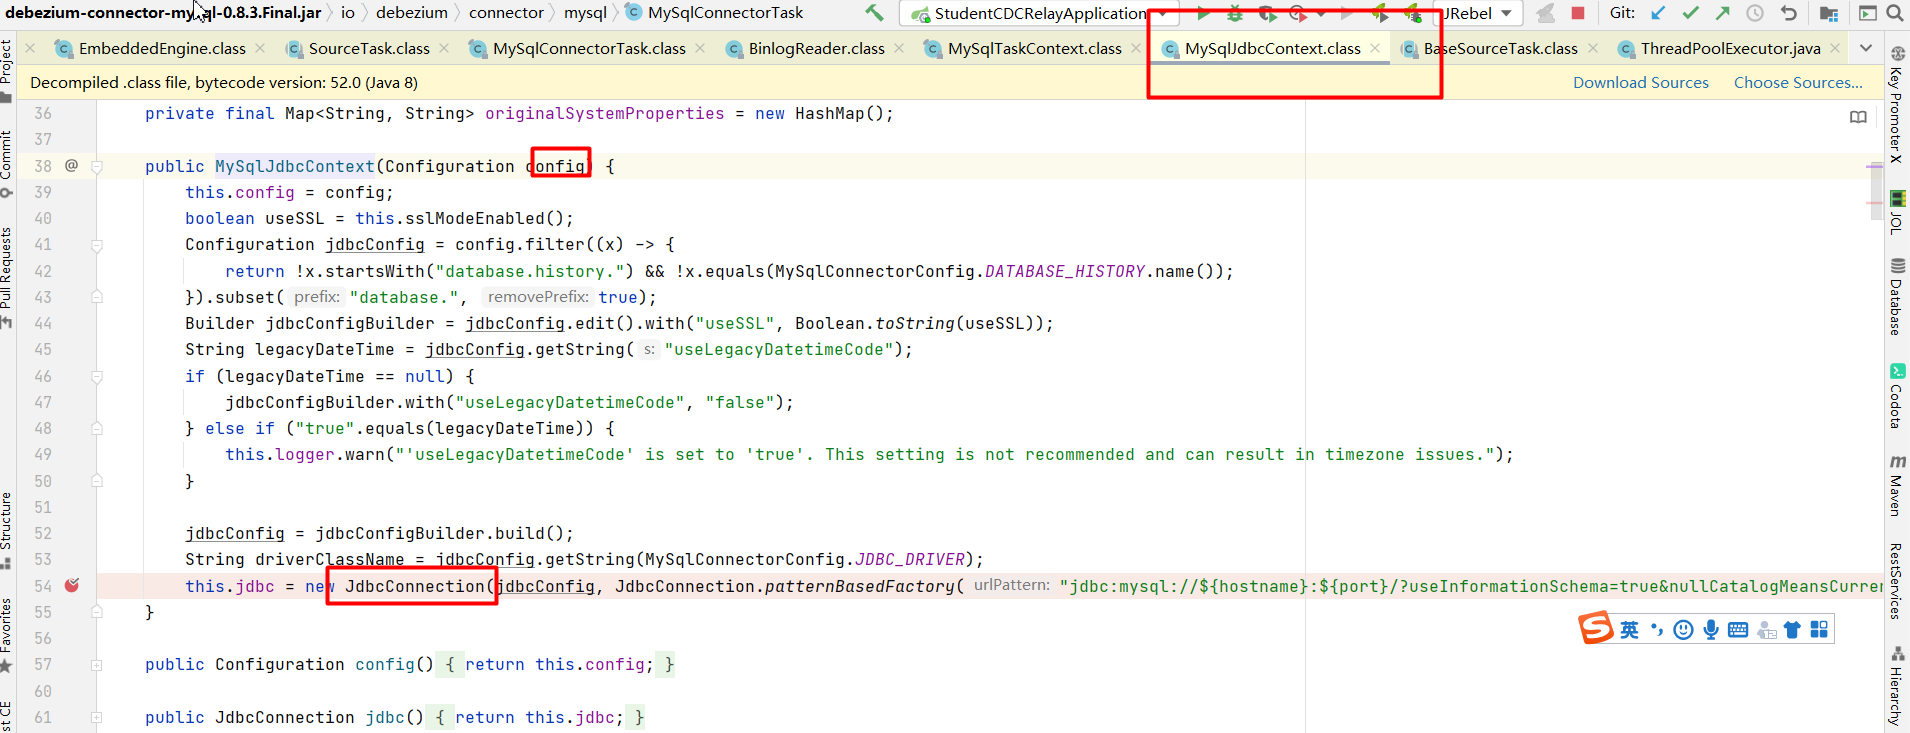 debezium-connector-mysql-0.8.3.Final.jar io debezium connector mysql MySqlConnectorTask StudentCDCRelayApplication JRebel Git:
EmbeddedEngine.class SourceTask.class MySqlConnectorTask.class BinlogReader.class MySqlTaskContext.class MySqlJdbcContext.class BaseSourceTask.class ThreadPoolExecutor.java
Decompiled .class file, bytecode version: 52.0 (Java 8) Download Sources Choose Sources...
36 private final Map<String, String> originalSystemProperties = new HashMap();
37
38 @ public MySqlJdbcContext(Configuration config) {
39 this.config = config;
40 boolean useSSL = this.sslModeEnabled();
41 Configuration jdbcConfig = config.filter((x) -> {
42 return !x.startsWith("database.history.") && !x.equals(MySqlConnectorConfig.DATABASE_HISTORY.name());
43 }).subset( prefix: "database.", removePrefix: true);
44 Builder jdbcConfigBuilder = jdbcConfig.edit().with("useSSL", Boolean.toString(useSSL));
45 String legacyDateTime = jdbcConfig.getString( s: "useLegacyDatetimeCode");
46 if (legacyDateTime == null) {
47 jdbcConfigBuilder.with("useLegacyDatetimeCode", "false");
48 } else if ("true".equals(legacyDateTime)) {
49 this.logger.warn("'useLegacyDatetimeCode' is set to 'true'. This setting is not recommended and can result in timezone issues.");
50 }
51
52 jdbcConfig = jdbcConfigBuilder.build();
53 String driverClassName = jdbcConfig.getString(MySqlConnectorConfig.JDBC_DRIVER);
54 this.jdbc = new JdbcConnection(jdbcConfig, JdbcConnection.patternBasedFactory( urlPattern: "jdbc:mysql://${hostname}:${port}/?useInformationSchema=true&nullCatalogMeansCurren
55 }
56
57 public Configuration config() { return this.config; }
60
61 public JdbcConnection jdbc() { return this.jdbc; }
Project
Commit
Pull Requests
Structure
Favorites
st CE
Key Promoter X
JOL
Database
Codota
Maven
RestServices
Hierarchy
S 英